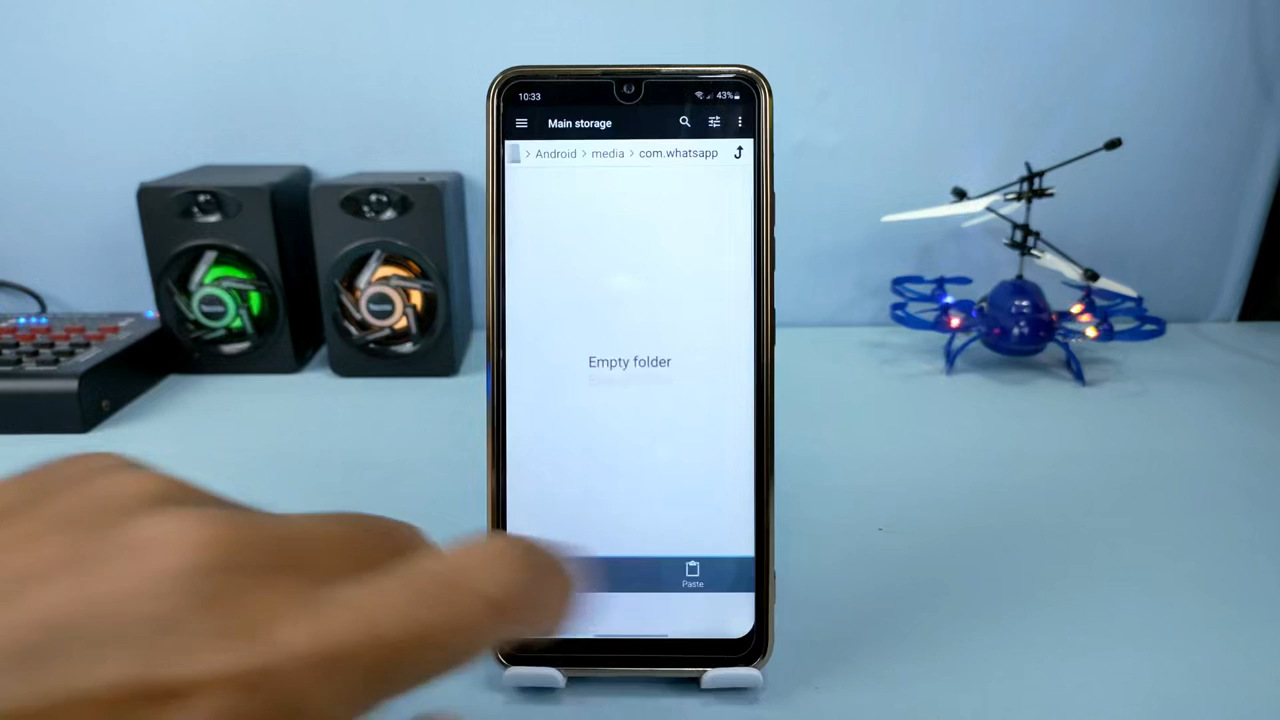 10:33
43%
Main storage
Android media com.whatsapp
Empty folder
Paste